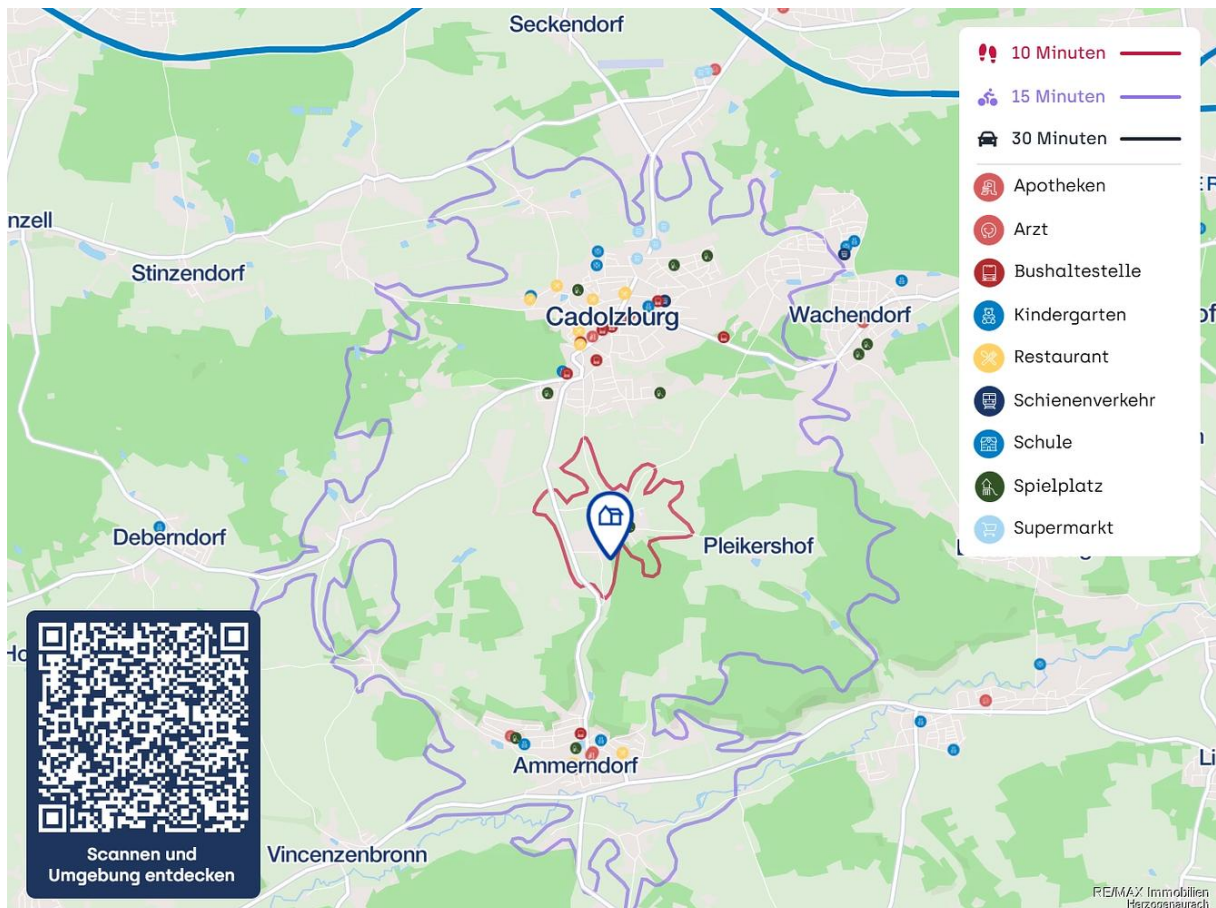 Seckendorf
10 Minuten
15 Minuten
30 Minuten
Apotheken
Arzt
Bushaltestelle
Kindergarten
Restaurant
Schienenverkehr
Schule
Spielplatz
Supermarkt
nzell
Stinzendorf
Cadolzburg
Wachendorf
Deberndorf
Pleikershof
Ammerndorf
Vincenzenbronn
Scannen und
Umgebung entdecken
RE/MAX Immobilien
Herzogenaurach